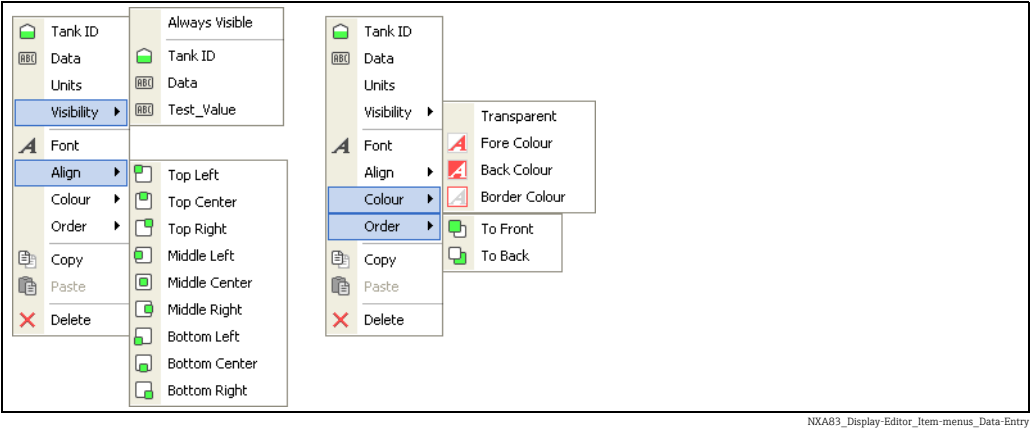 Tank ID
Data
Units
Visibility
Font
Align
Colour
Order
Copy
Paste
Delete
Always Visible
Tank ID
Data
Test_Value
Top Left
Top Center
Top Right
Middle Left
Middle Center
Middle Right
Bottom Left
Bottom Center
Bottom Right
Tank ID
Data
Units
Visibility
Font
Align
Colour
Order
Copy
Paste
Delete
Transparent
Fore Colour
Back Colour
Border Colour
To Front
To Back
NXA83_Display-Editor_Item-menus_Data-Entry